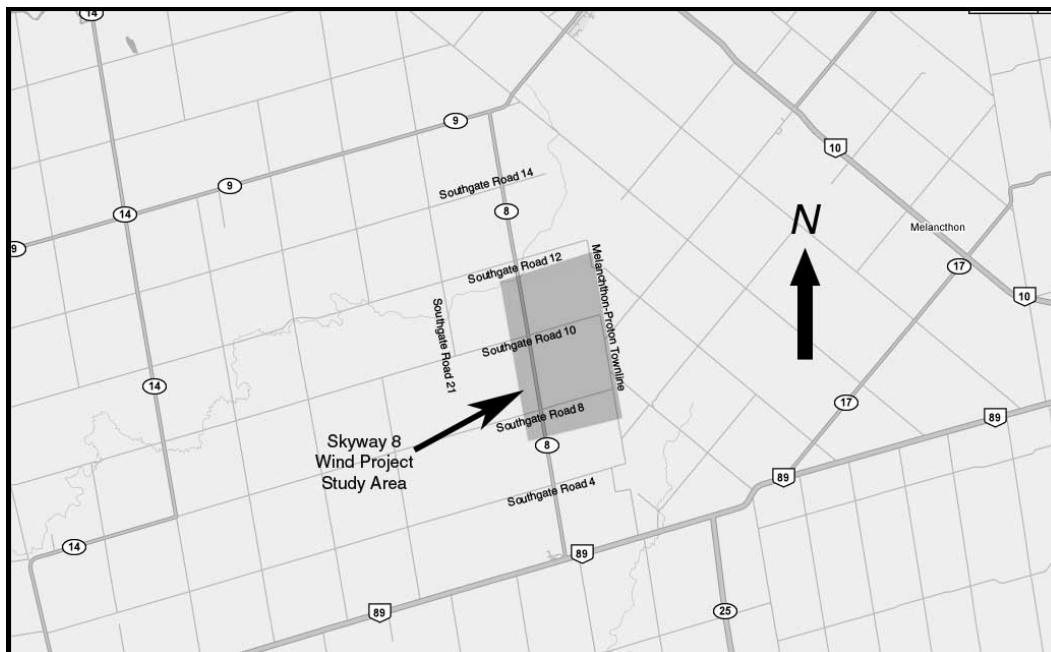 14
9
10
9
Southgate Road 14
14
8
N
Melancthon
9
17
Southgate Road 12
10
Melanchthon-Proton Townline
Southgate Road 21
Southgate Road 10
14
17
89
Southgate Road 8
Skyway 8
Wind Project
Study Area
8
89
Southgate Road 4
14
89
89
25